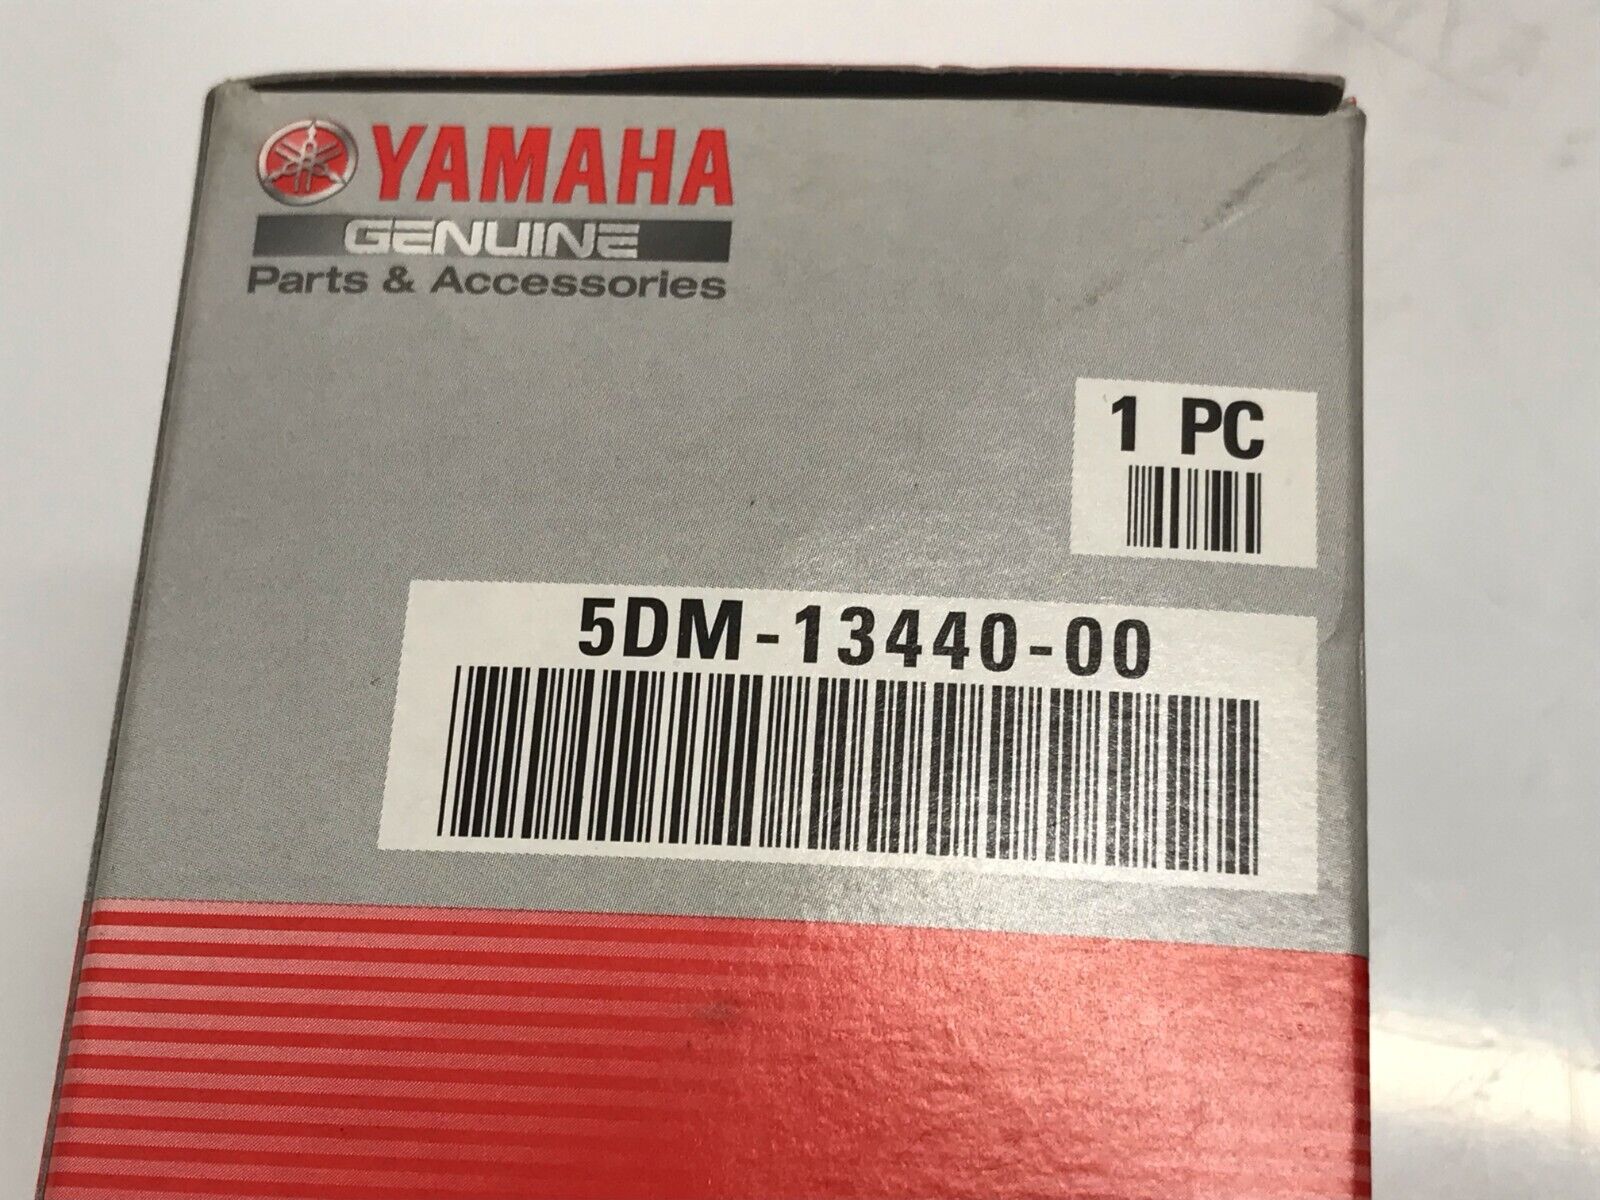 YAMAHA
GENUINE
Parts & Accessories
1 PC
5DM-13440-00